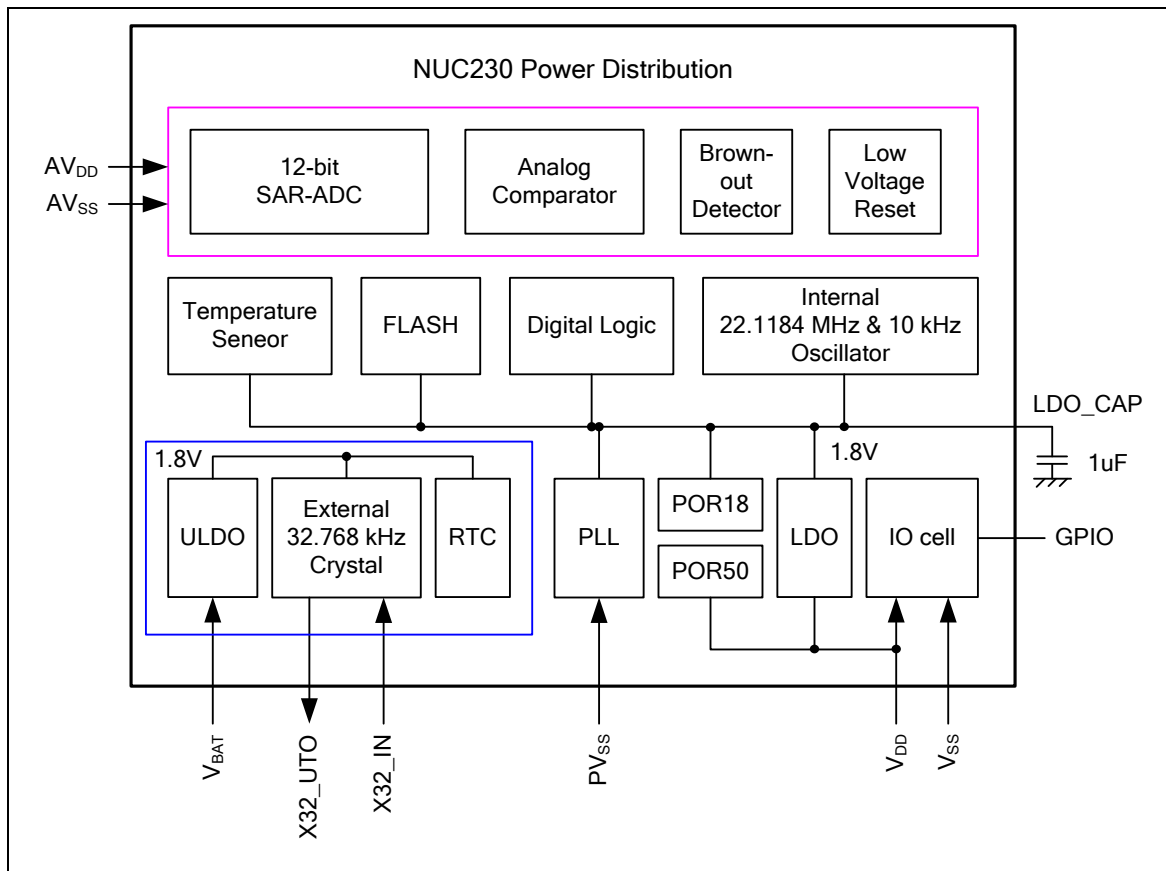 NUC230 Power Distribution
AVDD
AVSS
12-bit
SAR-ADC
Analog
Comparator
Brown-
out
Detector
Low
Voltage
Reset
Temperature
Seneor
FLASH
Digital Logic
Internal
22.1184 MHz & 10 kHz
Oscillator
LDO_CAP
1uF
1.8V
1.8V
ULDO
External
32.768 kHz
Crystal
RTC
PLL
POR18
POR50
LDO
IO cell
GPIO
VBAT
X32_UTO
X32_IN
PVSS
VDD
VSS